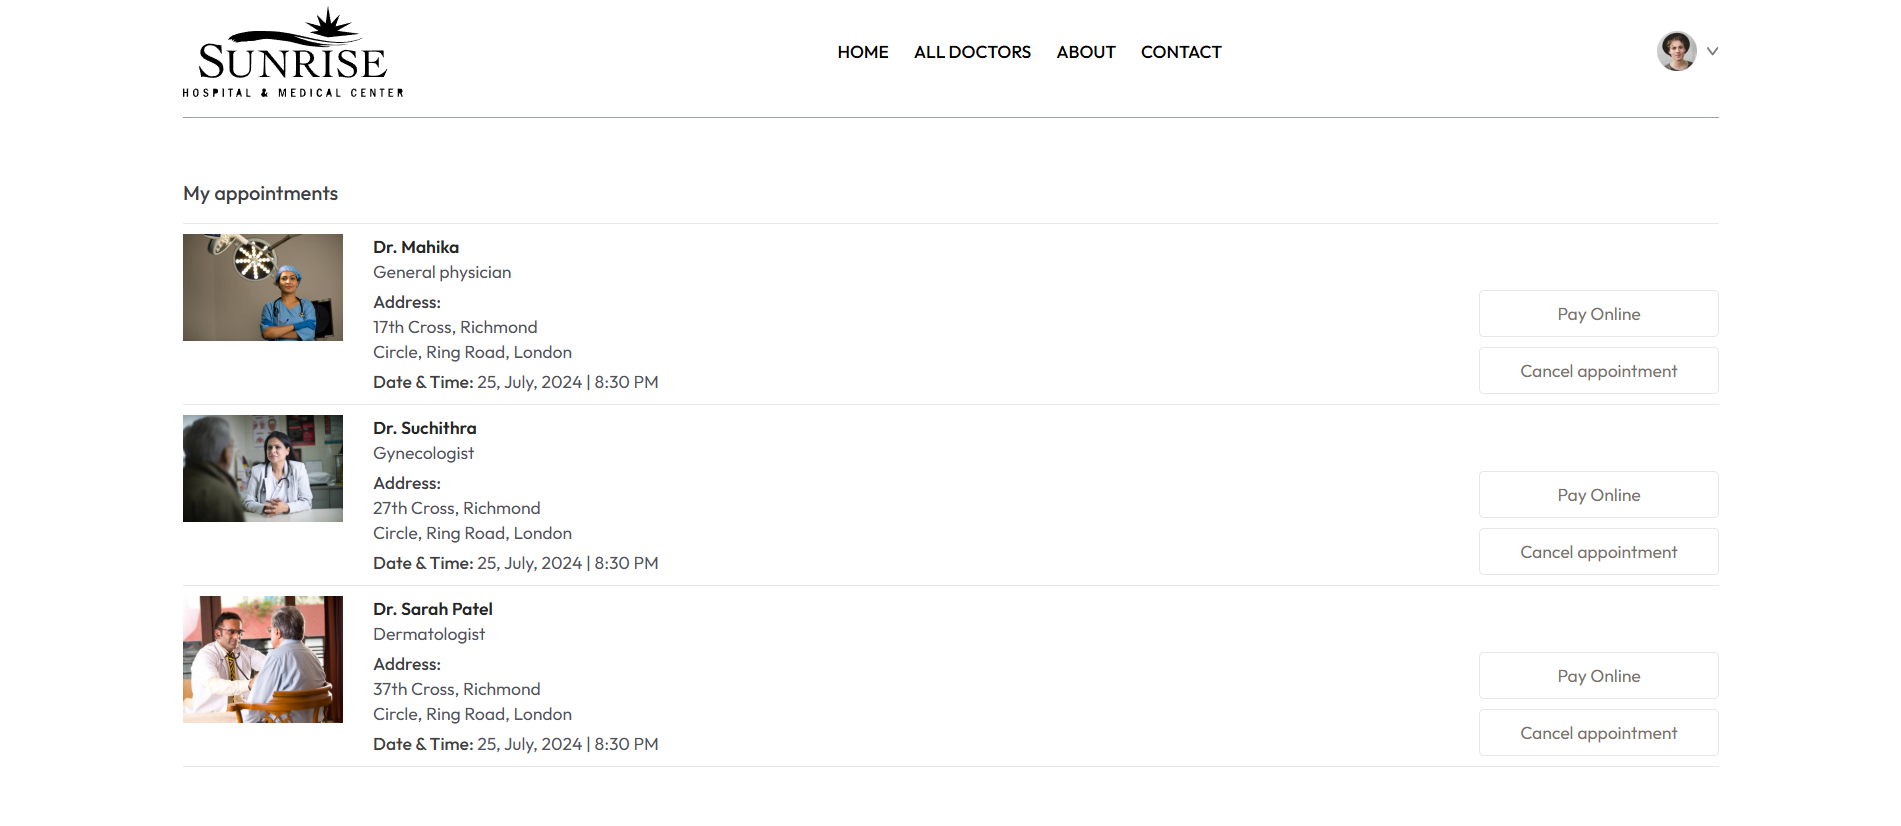 SUNRISE
HOSPITAL & MEDICAL CENTER
HOME ALL DOCTORS ABOUT CONTACT
My appointments
Dr. Mahika
General physician
Address:
17th Cross, Richmond
Circle, Ring Road, London
Date & Time: 25, July, 2024 | 8:30 PM
Pay Online
Cancel appointment
Dr. Suchithra
Gynecologist
Address:
27th Cross, Richmond
Circle, Ring Road, London
Date & Time: 25, July, 2024 | 8:30 PM
Pay Online
Cancel appointment
Dr. Sarah Patel
Dermatologist
Address:
37th Cross, Richmond
Circle, Ring Road, London
Date & Time: 25, July, 2024 | 8:30 PM
Pay Online
Cancel appointment